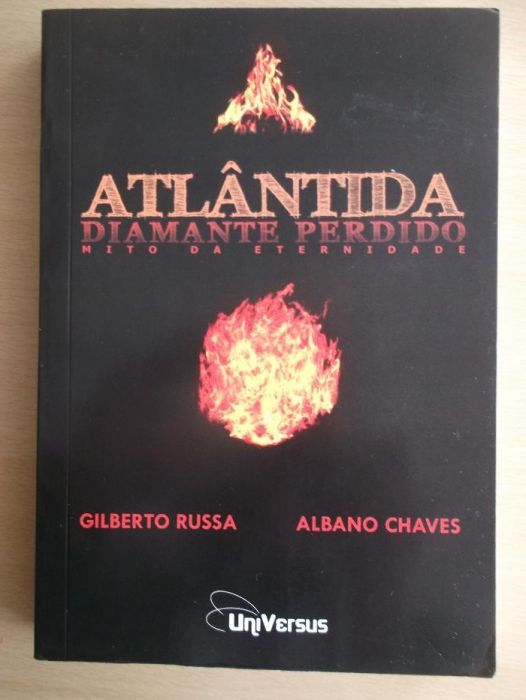 ATLÂNTIDA
DIAMANTE PERDIDO
MITO DA ETERNIDADE
GILBERTO RUSSA ALBANO CHAVES
UniVersus